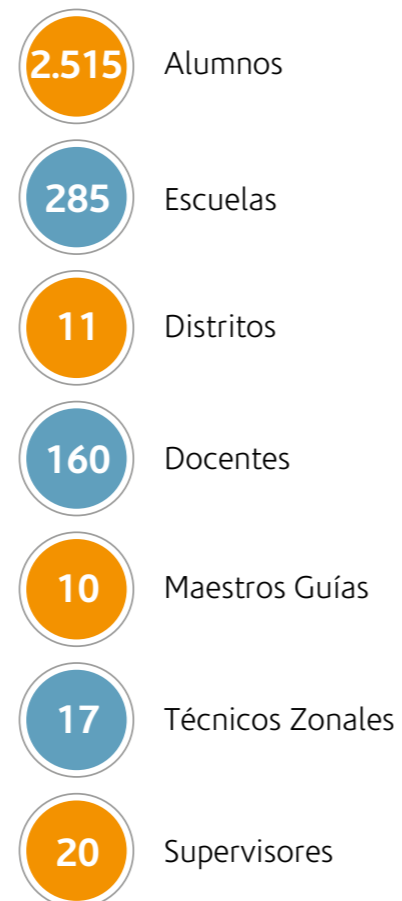 2.515 Alumnos
285 Escuelas
11 Distritos
160 Docentes
10 Maestros Guías
17 Técnicos Zonales
20 Supervisores